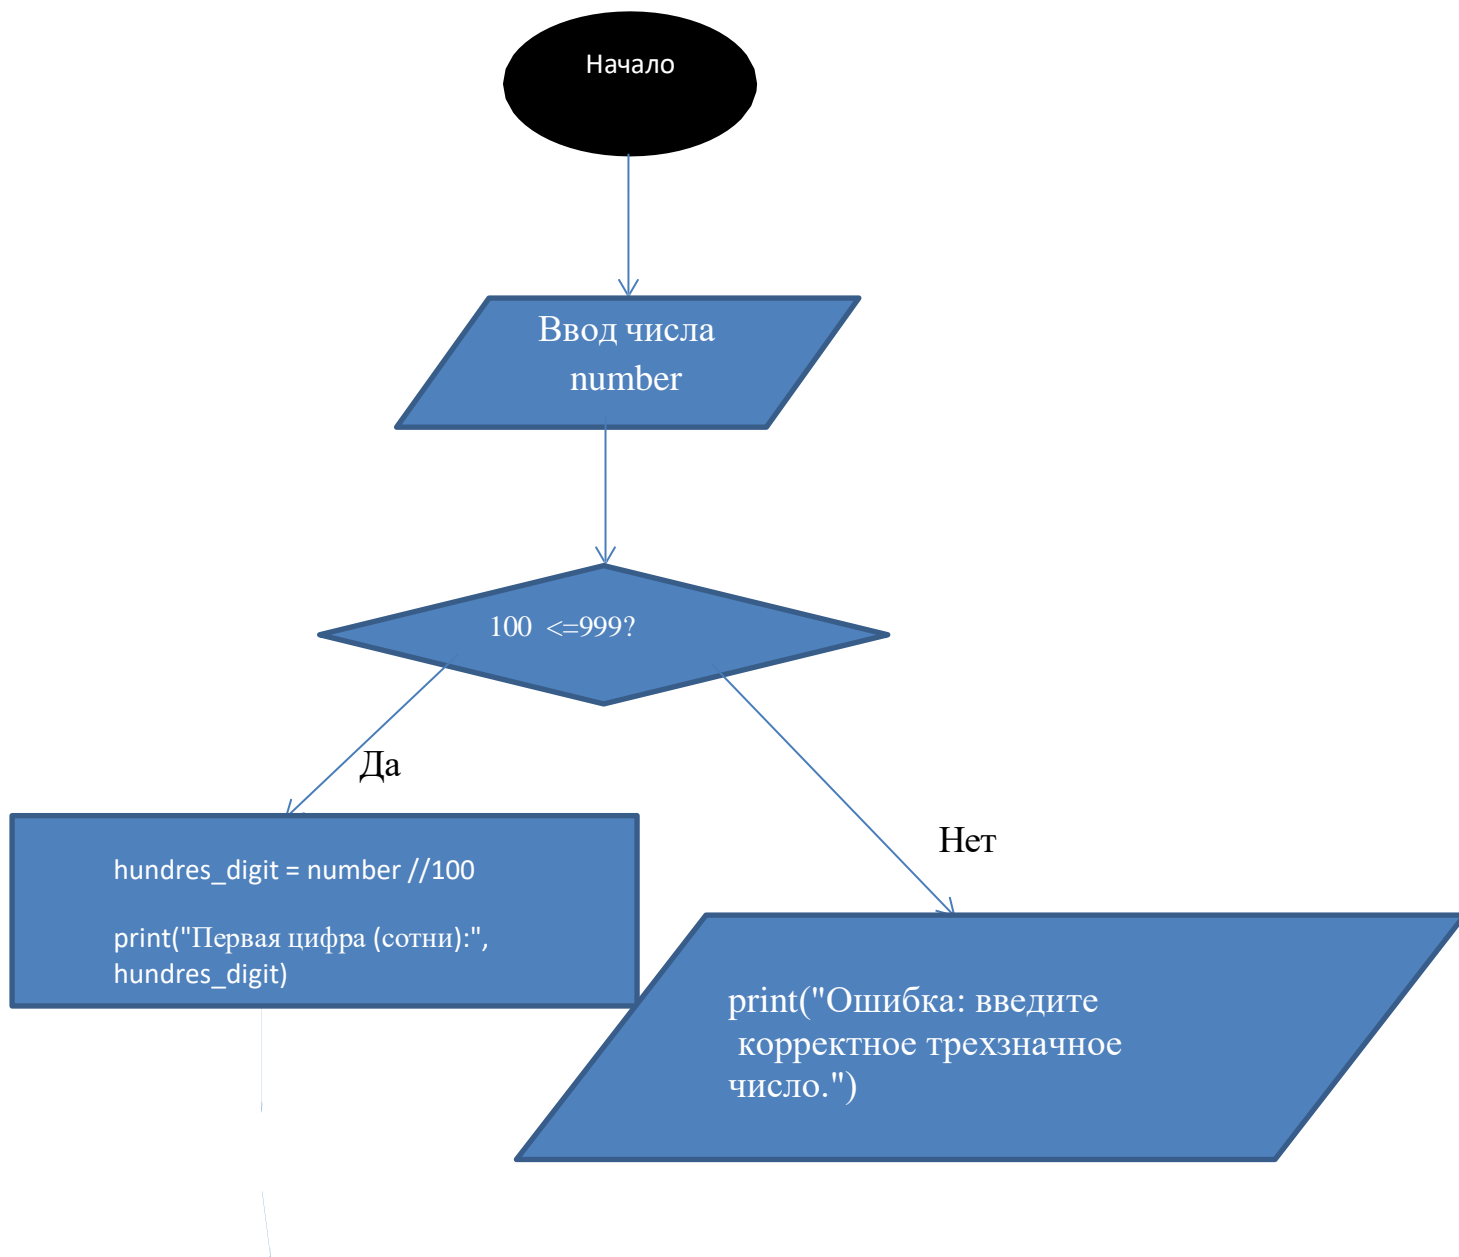 Начало
Ввод числа
number
100  <=999?
Да
Нет
hundres_digit = number //100
print("Первая цифра (сотни):",
hundres_digit)
print("Ошибка: введите
корректное трехзначное
число.")